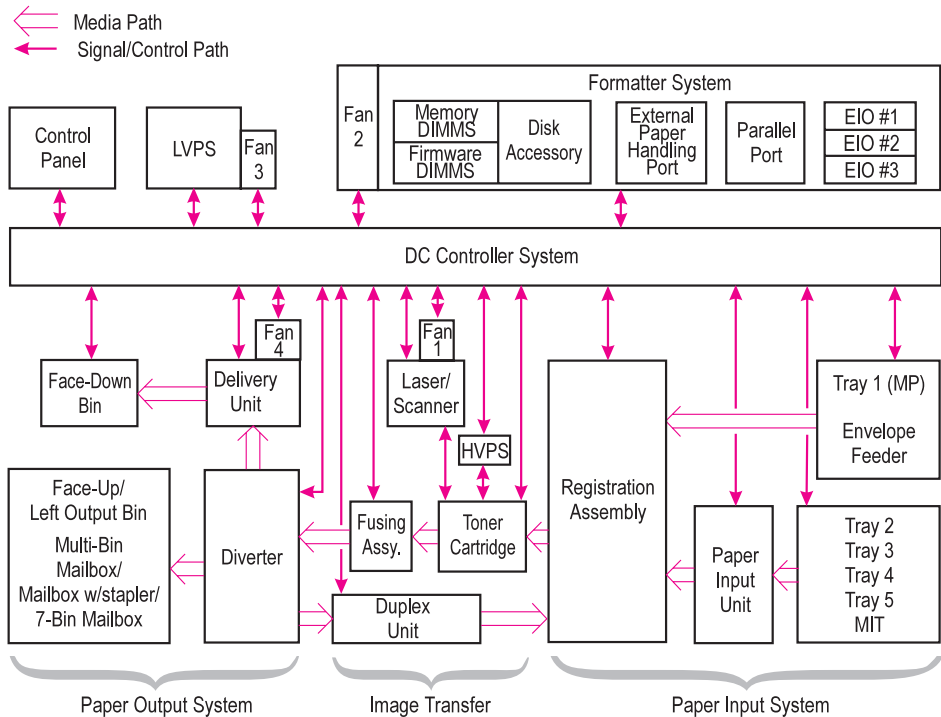 Media Path
Signal/Control Path
Control
Panel
LVPS
Fan
3
Fan
2
Formatter System
Memory
DIMMS
Firmware
DIMMS
Disk
Accessory
External
Paper
Handling
Port
Parallel
Port
EIO #1
EIO #2
EIO #3
DC Controller System
Face-Down
Bin
Delivery
Unit
Fan
4
Laser/
Scanner
Fan
1
HVPS
Registration
Assembly
Tray 1 (MP)
Envelope
Feeder
Face-Up/
Left Output Bin
Multi-Bin
Mailbox/
Mailbox w/stapler/
7-Bin Mailbox
Diverter
Fusing
Assy.
Toner
Cartridge
Duplex
Unit
Paper
Input
Unit
Tray 2
Tray 3
Tray 4
Tray 5
MIT
Paper Output System
Image Transfer
Paper Input System